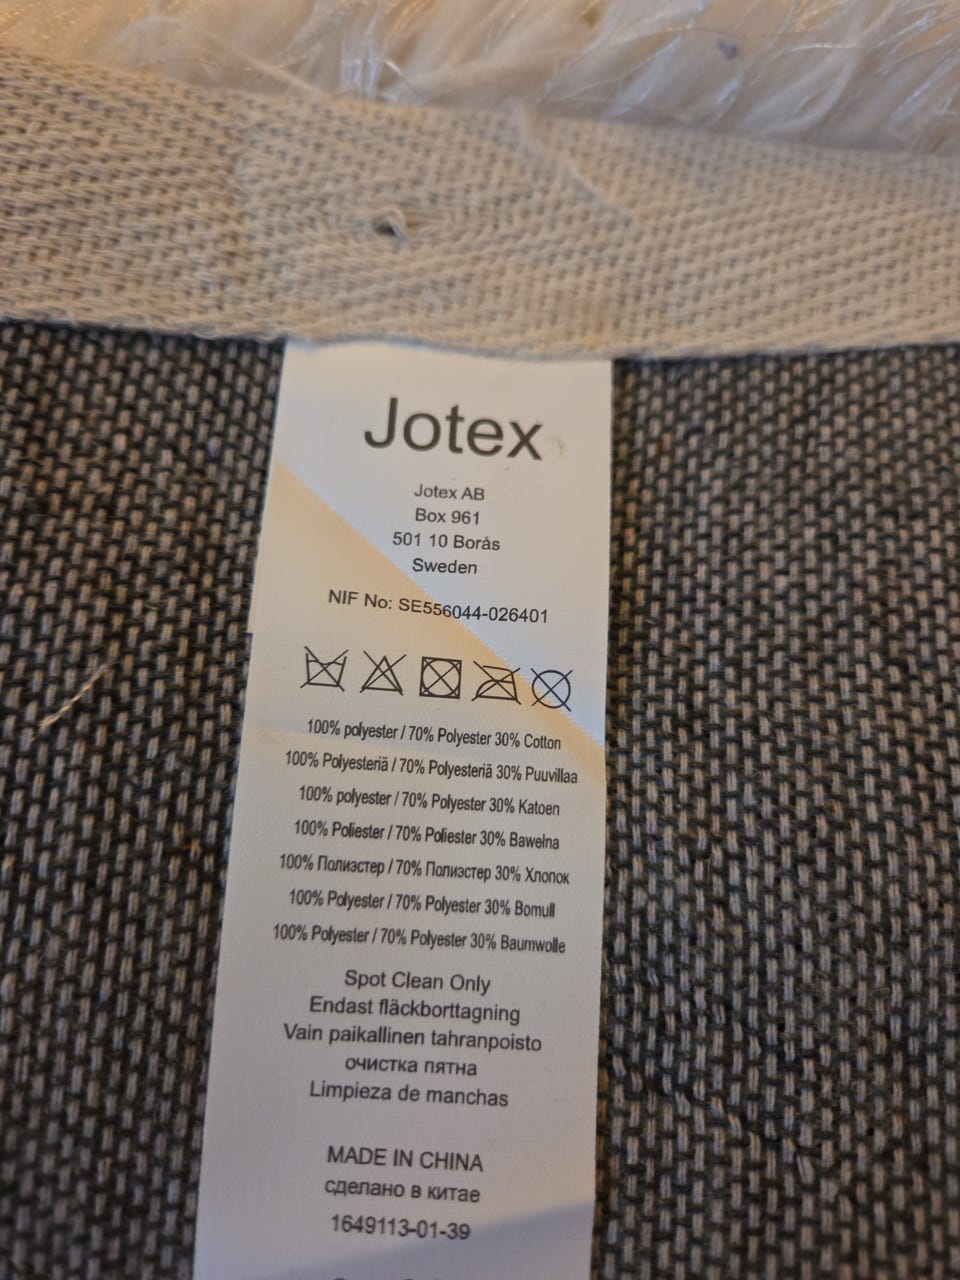 Jotex
Jotex AB
Box 961
501 10 Borås
Sweden
NIF No: SE556044-026401
100% polyester / 70% Polyester 30% Cotton
100% Polyesteriä / 70% Polyesteriä 30% Puuvillaa
100% polyester / 70% Polyester 30% Katoen
100% Poliester / 70% Poliester 30% Bawełna
100% Полиэстер / 70% Полиэстер 30% Хлопок
100% Polyester / 70% Polyester 30% Bomull
100% Polyester / 70% Polyester 30% Baumwolle
Spot Clean Only
Endast fläckborttagning
Vain paikallinen tahranpoisto
очистка пятна
Limpieza de manchas
MADE IN CHINA
сделано в китае
1649113-01-39